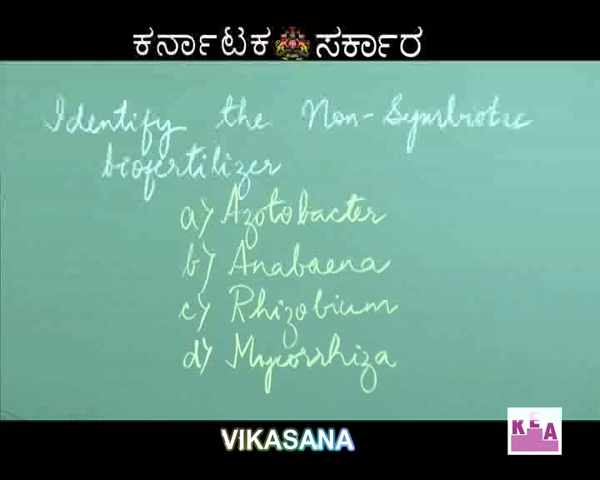 ಕರ್ನಾಟಕ ಸರ್ಕಾರ
Identify the Non-Symbiotic
biofertilizer
a) Azotobacter
b) Anabaena
c) Rhizobium
d) Mycorrhiza
VIKASANA
KEA